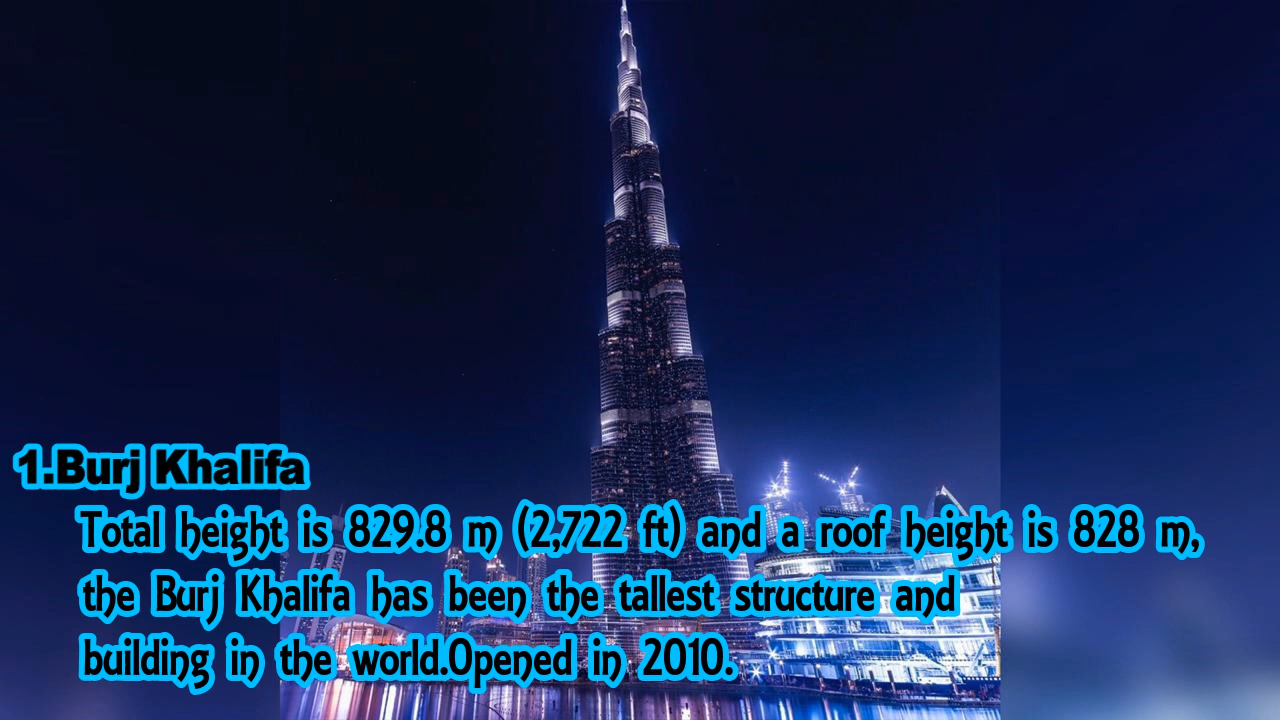 1.Burj Khalifa
Total height is 829.8 m (2,722 ft) and a roof height is 828 m,
the Burj Khalifa has been the tallest structure and
building in the world.Opened in 2010.